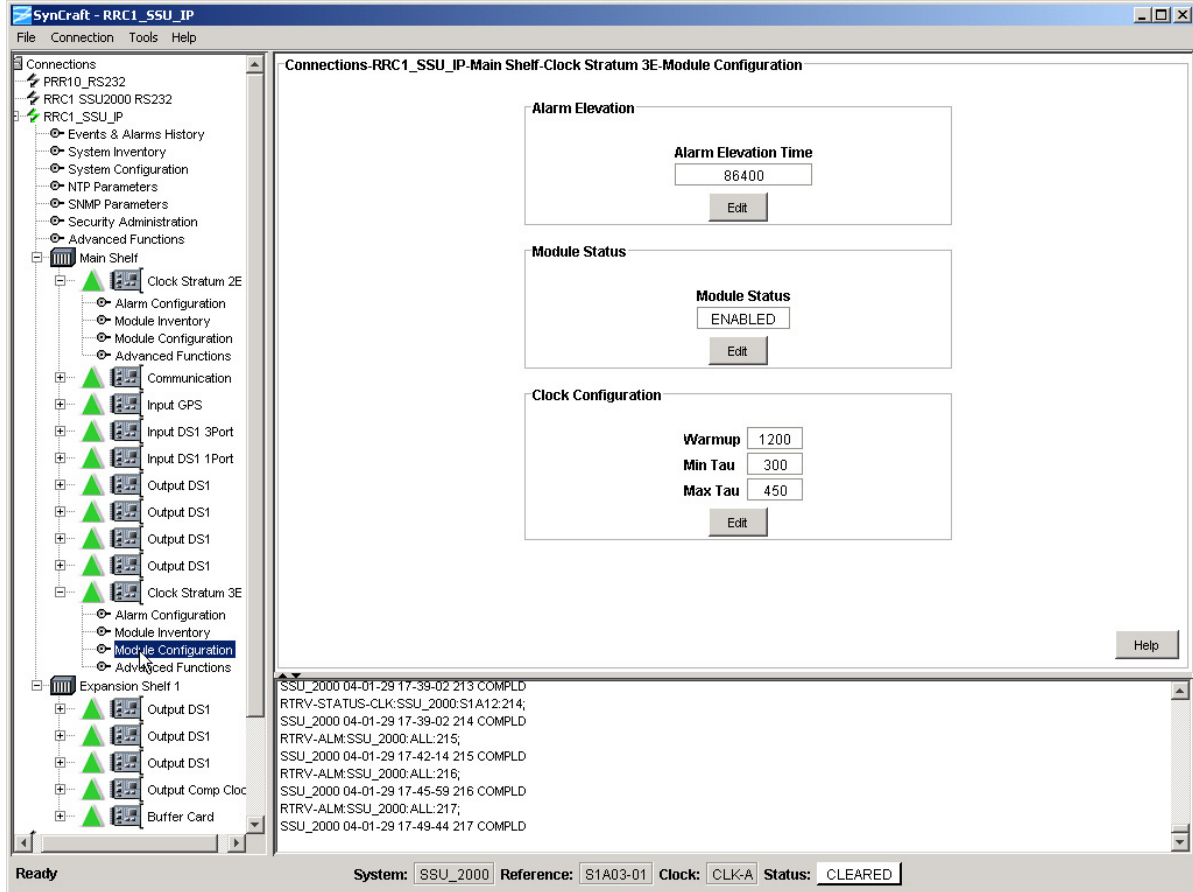 SynCraft - RRC1_SSU_IP
File Connection Tools Help
Connections
PRR10_RS232
RRC1 SSU2000 RS232
RRC1_SSU_IP
Events & Alarms History
System Inventory
System Configuration
NTP Parameters
SNMP Parameters
Security Administration
Advanced Functions
Main Shelf
Clock Stratum 2E
Alarm Configuration
Module Inventory
Module Configuration
Advanced Functions
Communication
Input GPS
Input DS1 3Port
Input DS1 1Port
Output DS1
Output DS1
Output DS1
Output DS1
Clock Stratum 3E
Alarm Configuration
Module Inventory
Module Configuration
Advanced Functions
Expansion Shelf 1
Output DS1
Output DS1
Output DS1
Output Comp Cloc
Buffer Card
Connections-RRC1_SSU_IP-Main Shelf-Clock Stratum 3E-Module Configuration
Alarm Elevation
Alarm Elevation Time
86400
Edit
Module Status
Module Status
ENABLED
Edit
Clock Configuration
Warmup 1200
Min Tau 300
Max Tau 450
Edit
Help
SSU_2000 04-01-29 17-39-02 213 COMPLD
RTRV-STATUS-CLK:SSU_2000:S1A12:214;
SSU_2000 04-01-29 17-39-02 214 COMPLD
RTRV-ALM:SSU_2000:ALL:215;
SSU_2000 04-01-29 17-42-14 215 COMPLD
RTRV-ALM:SSU_2000:ALL:216;
SSU_2000 04-01-29 17-45-59 216 COMPLD
RTRV-ALM:SSU_2000:ALL:217;
SSU_2000 04-01-29 17-49-44 217 COMPLD
Ready System: SSU_2000 Reference: S1A03-01 Clock: CLK-A Status: CLEARED